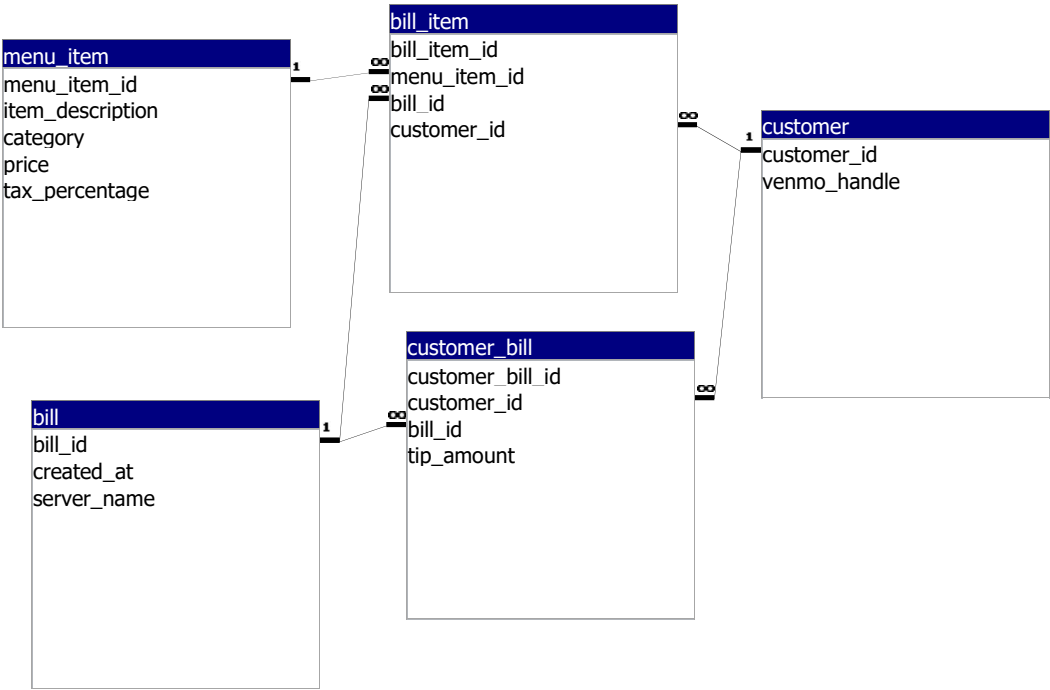 menu_item
menu_item_id
item_description
category
price
tax_percentage
1
bill_item
bill_item_id
menu_item_id
bill_id
customer_id
∞
∞
∞
customer
customer_id
venmo_handle
1
bill
bill_id
created_at
server_name
1
customer_bill
customer_bill_id
customer_id
bill_id
tip_amount
∞
∞